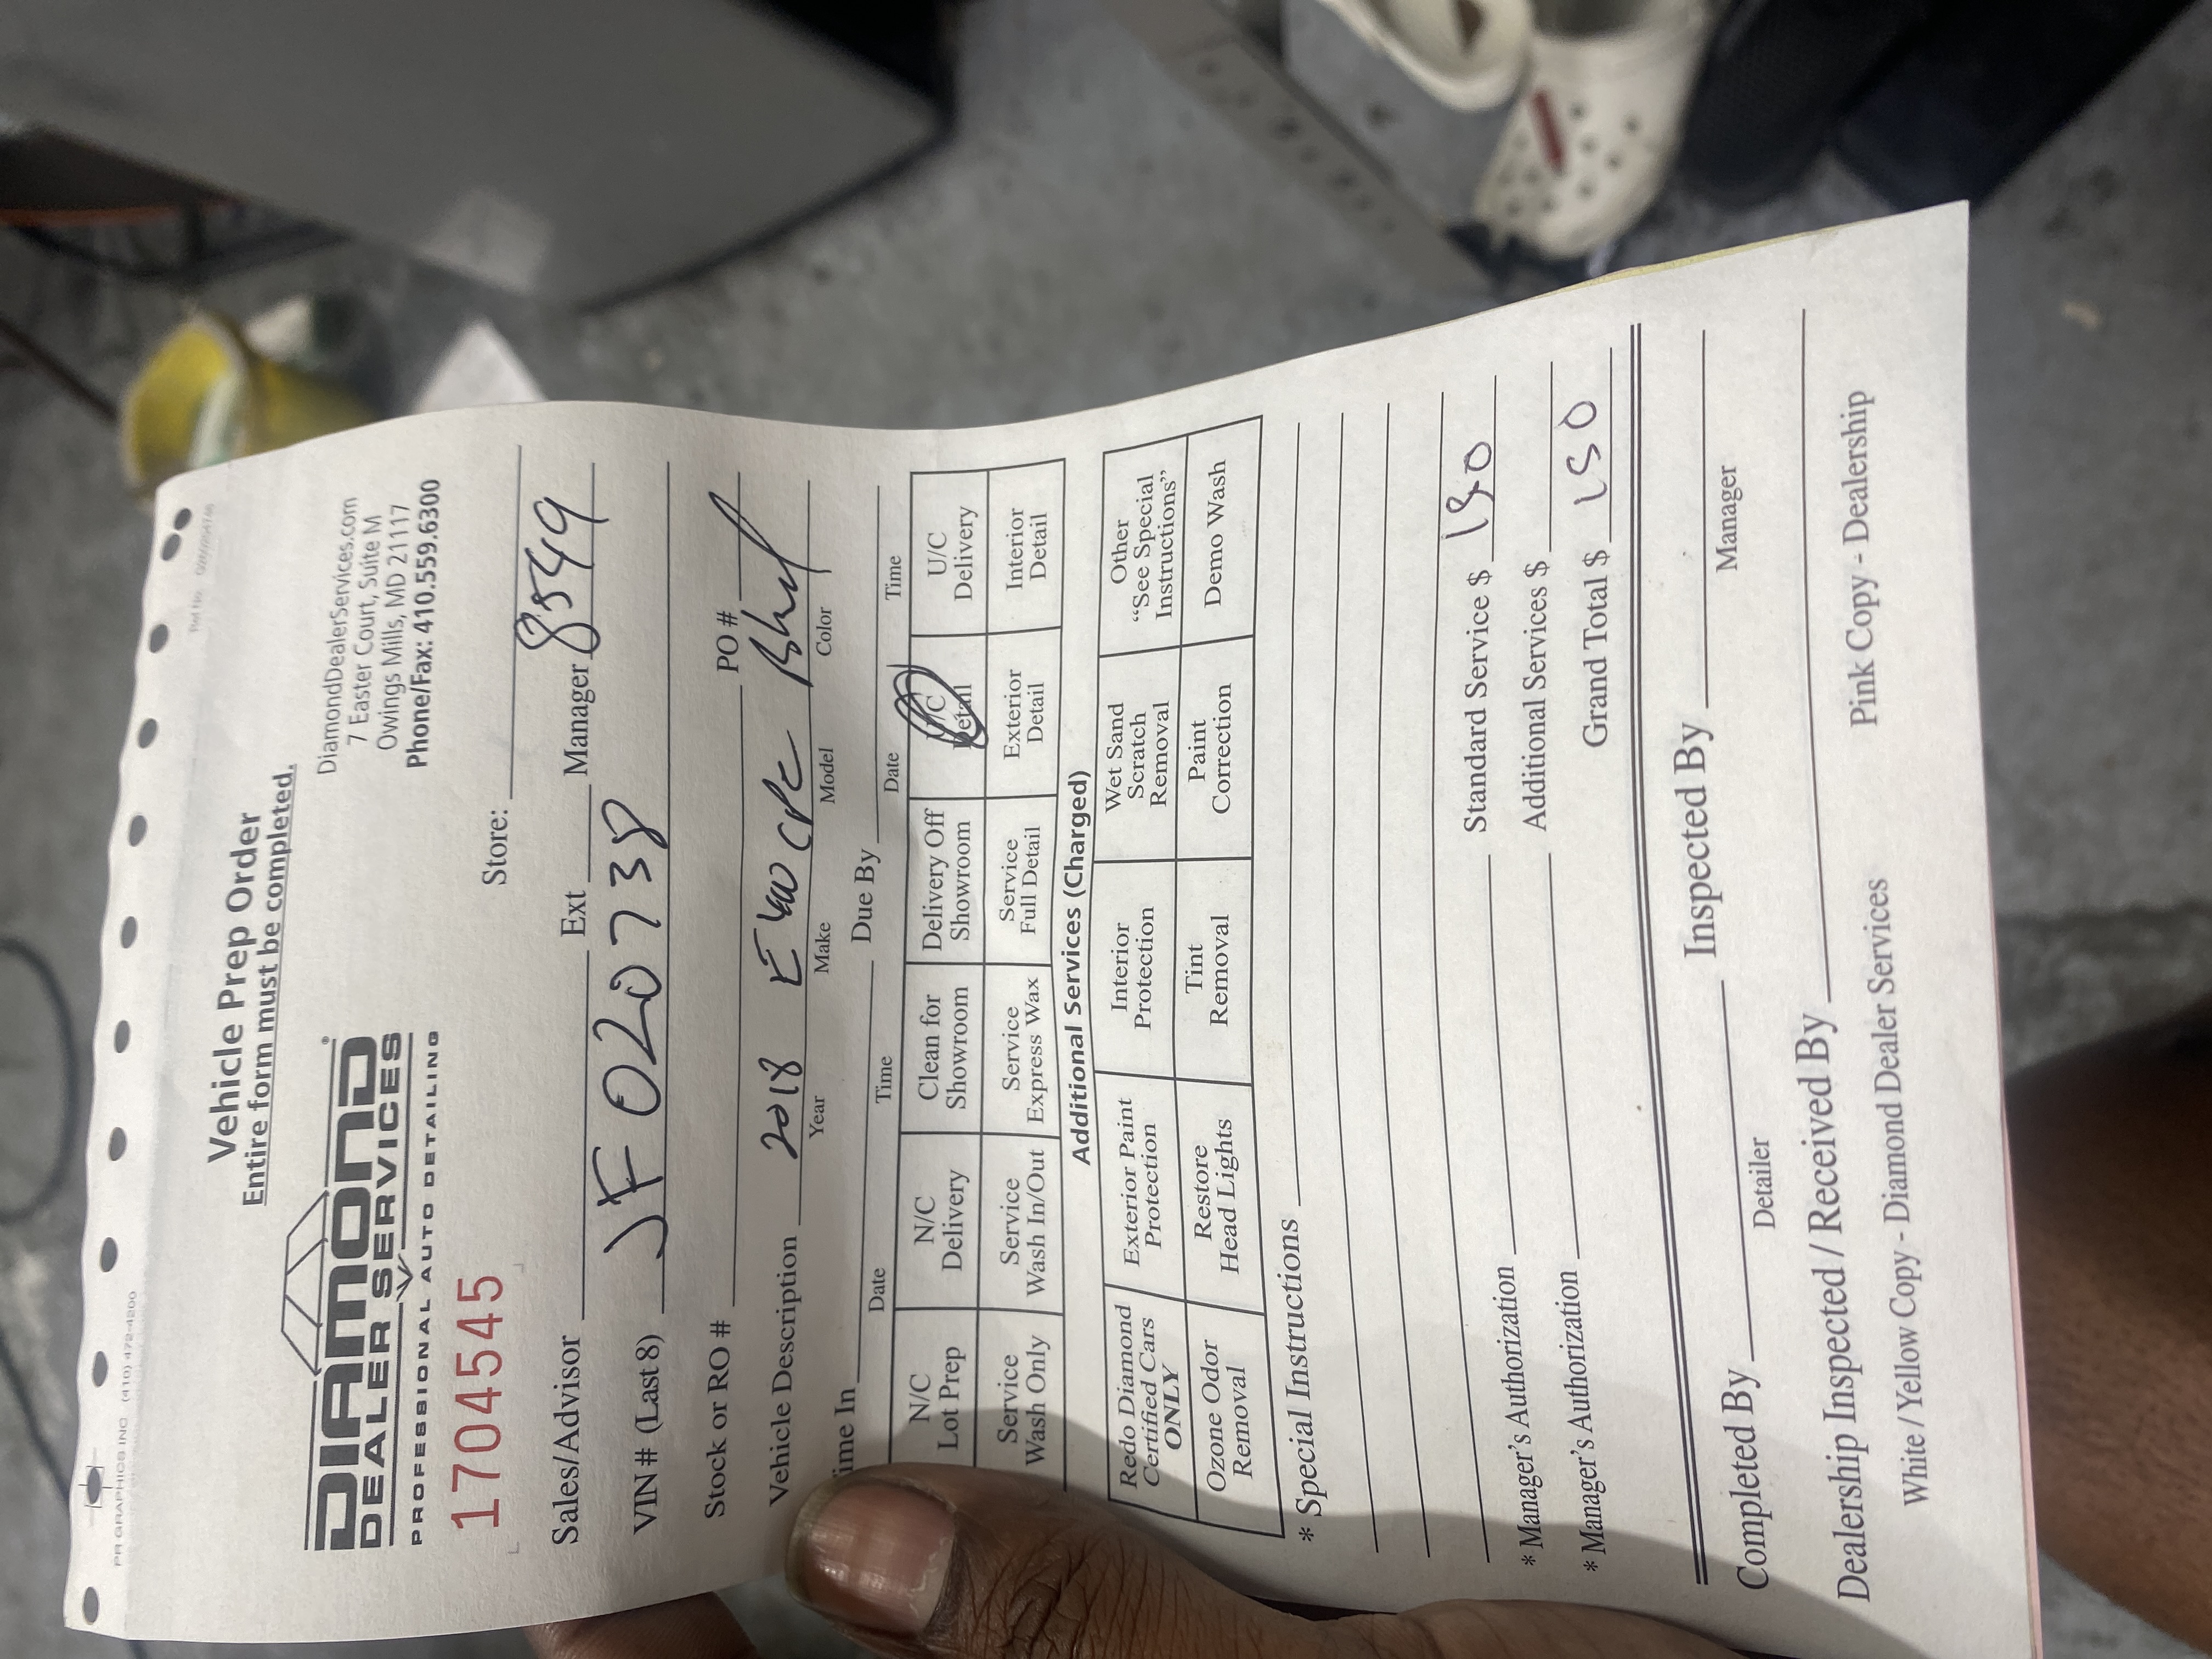 PR GRAPHICS INC (410) 472-4200
Vehicle Prep Order
Entire form must be completed.
DIAMOND
DEALER SERVICES
PROFESSIONAL AUTO DETAILING
DiamondDealerServices.com
7 Easter Court, Suite M
Owings Mills, MD 21117
Phone/Fax: 410.559.6300
1704545
Store:
Sales/Advisor Ext Manager 8549
VIN # (Last 8) JF020738
Stock or RO # PO #
Vehicle Description 2018 E400 CPE
Year Make Model Color
ime In Due By
Date Time Date Time
N/C Lot Prep N/C Delivery Clean for Showroom Delivery Off Showroom U/C Detail U/C Delivery
Service Wash Only Service Wash In/Out Service Express Wax Service Full Detail Exterior Detail Interior Detail
Additional Services (Charged)
Redo Diamond Certified Cars ONLY Exterior Paint Protection Interior Protection Wet Sand Scratch Removal Other "See Special Instructions"
Ozone Odor Removal Restore Head Lights Tint Removal Paint Correction Demo Wash
* Special Instructions
* Manager's Authorization Standard Service $ 150
* Manager's Authorization Additional Services $
Grand Total $ 150
Completed By Inspected By
Detailer Manager
Dealership Inspected / Received By
White / Yellow Copy - Diamond Dealer Services Pink Copy - Dealership